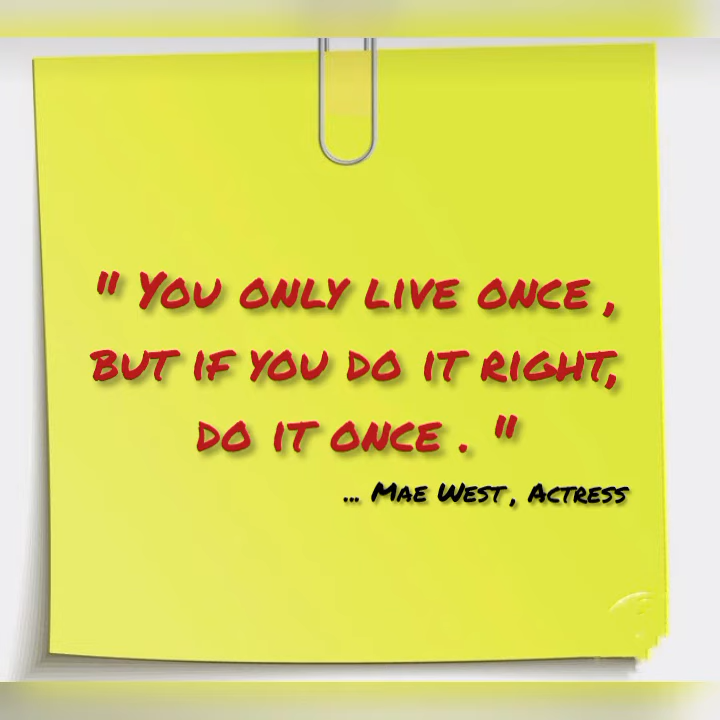 " You only live once ,
but if you do it right,
do it once . "
... Mae West, Actress